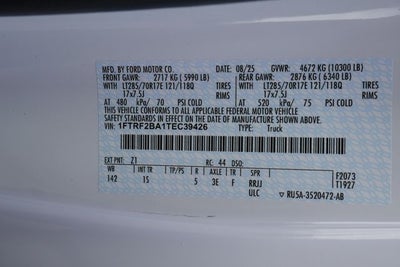 MFD. BY FORD MOTOR CO. 08/25 GVWR: 4672 KG (10300 LB)
FRONT GAWR: 2717 KG (5990 LB) REAR GAWR: 2876 KG (6340 LB)
LT285/70R17E 121/118Q TIRES LT285/70R17E 121/118Q TIRES
17x7.5J RIMS 17x7.5J RIMS
AT 480 kPa/ 70 PSI COLD AT 520 kPa/ 75 PSI COLD
THIS VEHICLE CONFORMS TO ALL APPLICABLE FEDERAL MOTOR
VEHICLE SAFETY STANDARDS IN EFFECT ON THE DATE OF MANUFACTURE SHOWN ABOVE.
VIN: 1FTRF2BA1TEC39426 TYPE: Truck
EXT PNT: Z1 RC: 44 DSO:
WB INT TR TP/PS R AXLE TR SPR F2073
142 1S 5 3E F RRJJ T1927
ULC RU5A-3520472-AB